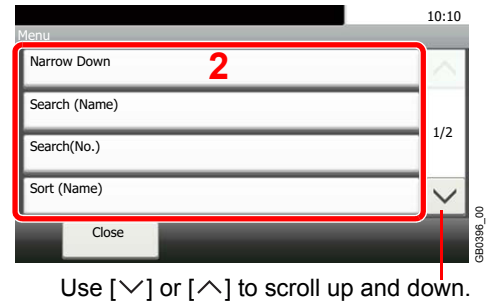 10:10
Menu
Narrow Down
2
Search (Name)
1/2
Search(No.)
Sort (Name)
Close
GB0396_00
Use [∨] or [∧] to scroll up and down.